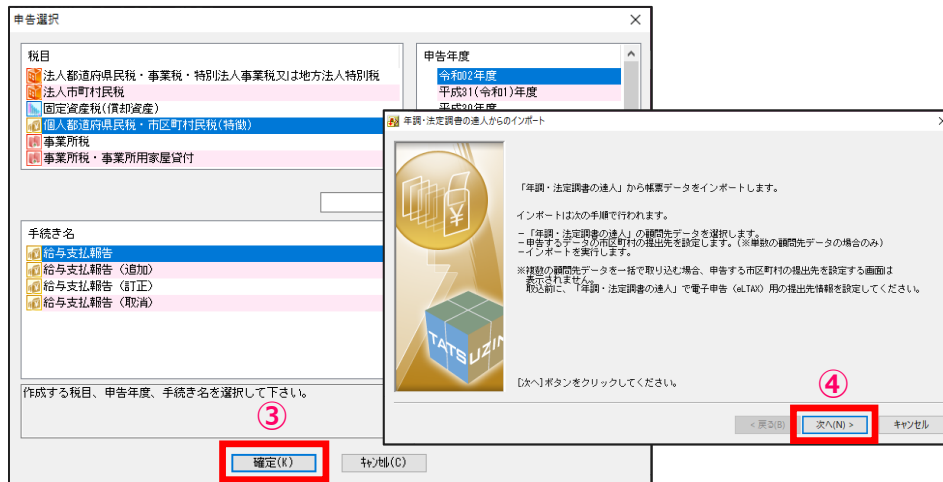 申告選択
税目
法人都道府県民税・事業税・特別法人事業税又は地方法人特別税
法人市町村民税
固定資産税(償却資産)
個人都道府県民税・市区町村民税(特徴)
事業所税
事業所税・事業所用家屋貸付
申告年度
令和02年度
平成31(令和1)年度
平成30年度
手続き名
給与支払報告
給与支払報告(追加)
給与支払報告(訂正)
給与支払報告(取消)
作成する税目、申告年度、手続き名を選択して下さい。
③
確定(K)
キャンセル(C)
年調・法定調書の達人からのインポート
「年調・法定調書の達人」から帳票データをインポートします。
インポートは次の手順で行われます。
-「年調・法定調書の達人」の顧問先データを選択します。
-申告するデータの市区町村の提出先を設定します。(※単数の顧問先データの場合のみ)
-インポートを実行します。
※複数の顧問先データを一括で取り込む場合、申告する市区町村の提出先を設定する画面は
表示されません。
取込前に、「年調・法定調書の達人」で電子申告(eLTAX)用の提出先情報を設定してください。
TATSUZIN
[次へ]ボタンをクリックしてください。
④
< 戻る(B)
次へ(N) >
キャンセル